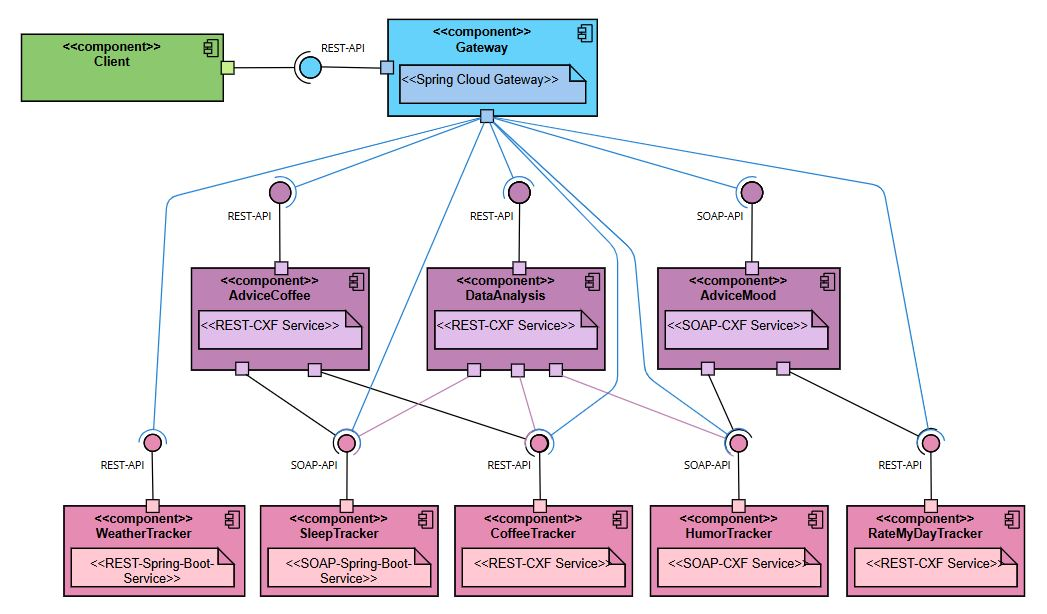 <<component>>
Client
REST-API
<<component>>
Gateway
<<Spring Cloud Gateway>>
REST-API
REST-API
SOAP-API
<<component>>
AdviceCoffee
<<REST-CXF Service>>
<<component>>
DataAnalysis
<<REST-CXF Service>>
<<component>>
AdviceMood
<<SOAP-CXF Service>>
REST-API
SOAP-API
REST-API
SOAP-API
REST-API
<<component>>
WeatherTracker
<<REST-Spring-Boot-
Service>>
<<component>>
SleepTracker
<<SOAP-Spring-Boot-
Service>>
<<component>>
CoffeeTracker
<<REST-CXF Service>>
<<component>>
HumorTracker
<<SOAP-CXF Service>>
<<component>>
RateMyDayTracker
<<REST-CXF Service>>